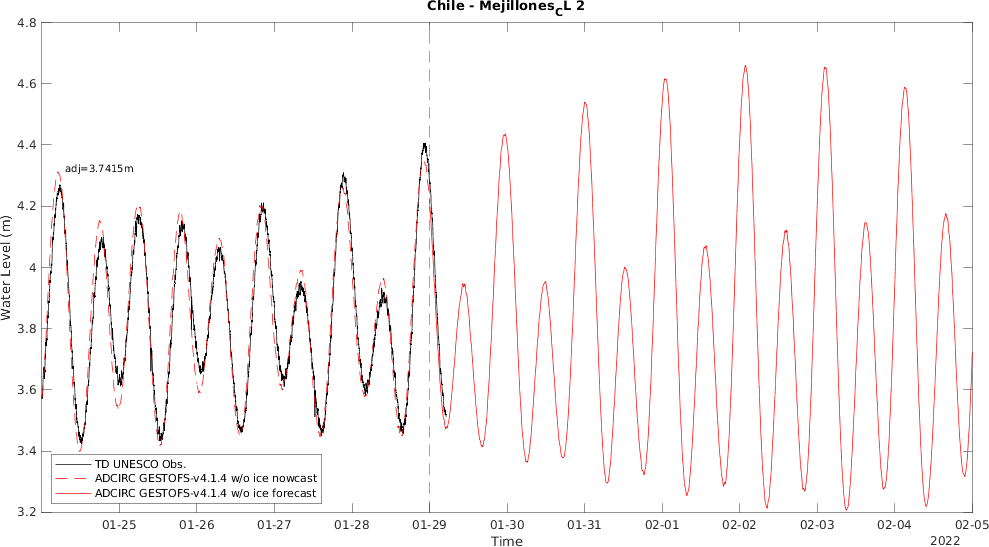 Chile - Mejillones_CL 2
4.8
4.6
4.4
4.2
4
3.8
3.6
3.4
3.2
Water Level (m)
adj=3.7415m
TD UNESCO Obs.
ADCIRC GESTOFS-v4.1.4 w/o ice nowcast
ADCIRC GESTOFS-v4.1.4 w/o ice forecast
01-25 01-26 01-27 01-28 01-29 01-30 01-31 02-01 02-02 02-03 02-04 02-05
Time
2022